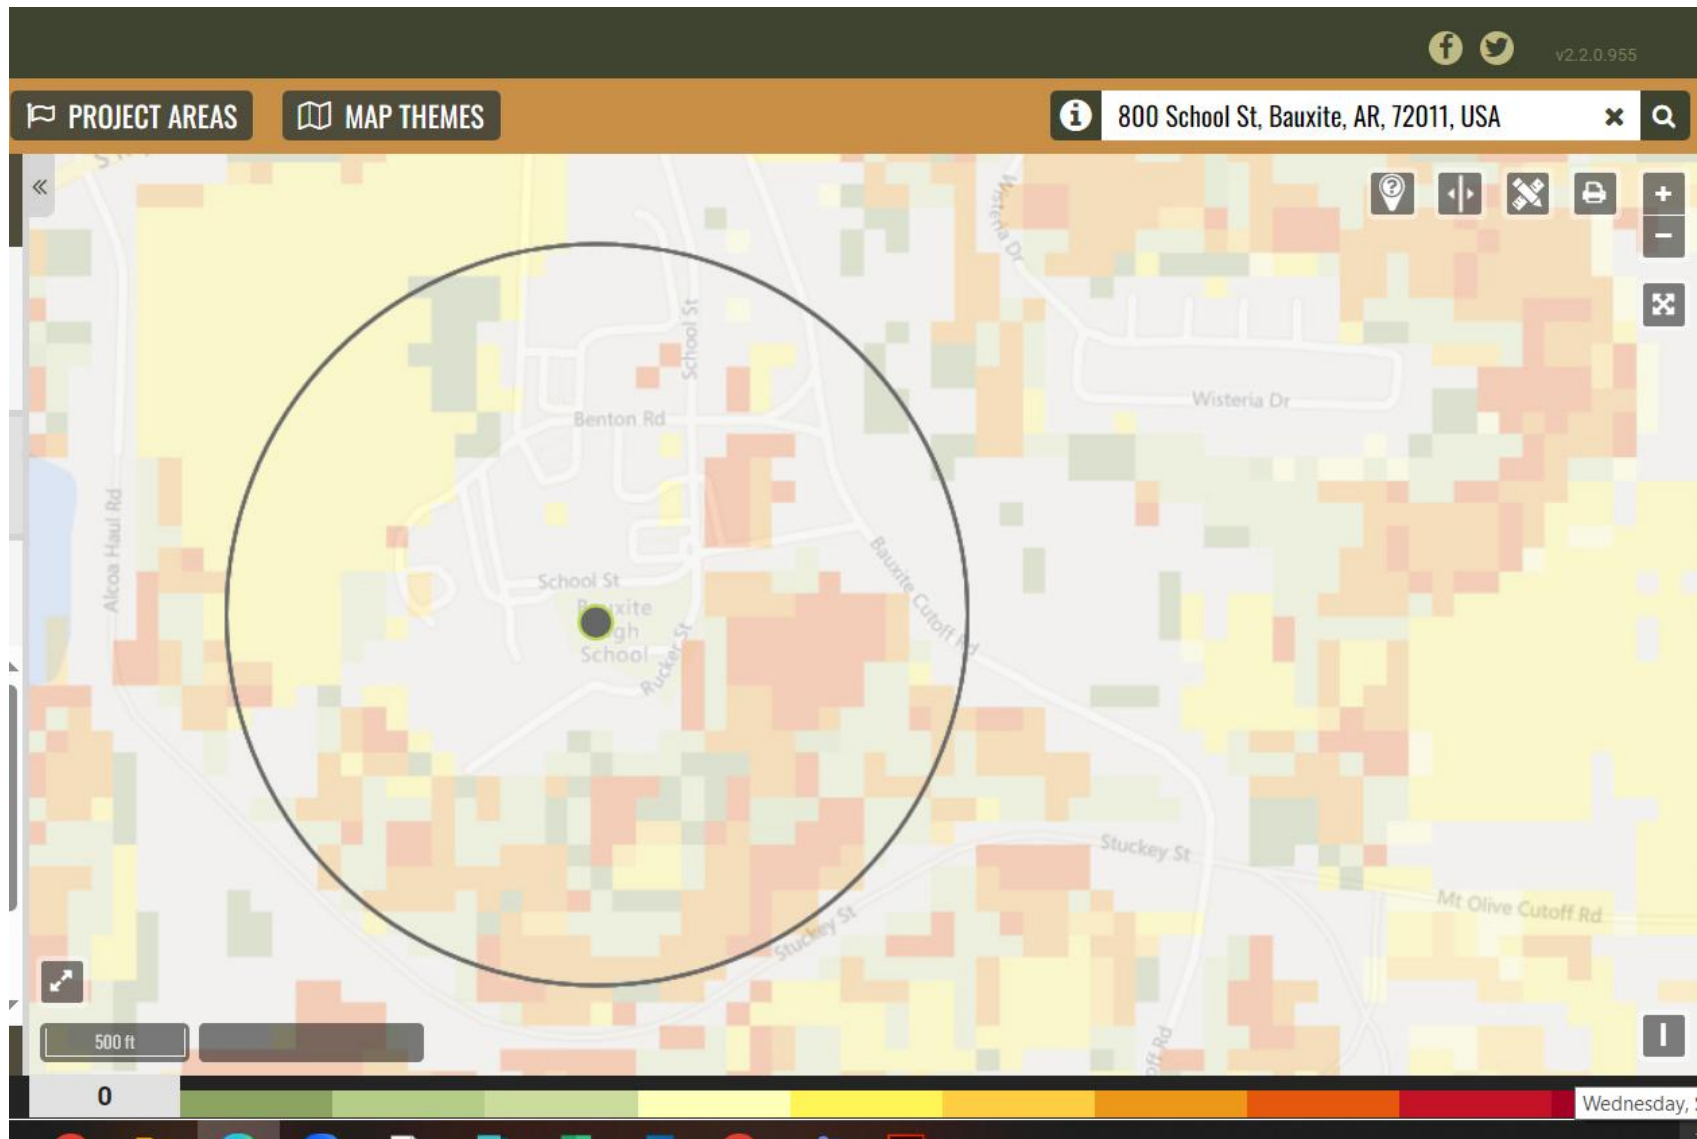 v2.2.0.955
PROJECT AREAS
MAP THEMES
800 School St, Bauxite, AR, 72011, USA
Wisteria Dr
School St
Benton Rd
Wisteria Dr
Alcoa Haul Rd
Bauxite Cutoff Rd
School St
School
Rucker St
Stuckey St
Mt Olive Cutoff Rd
Stuckey St
500 ft
off Rd
0
Wednesday,